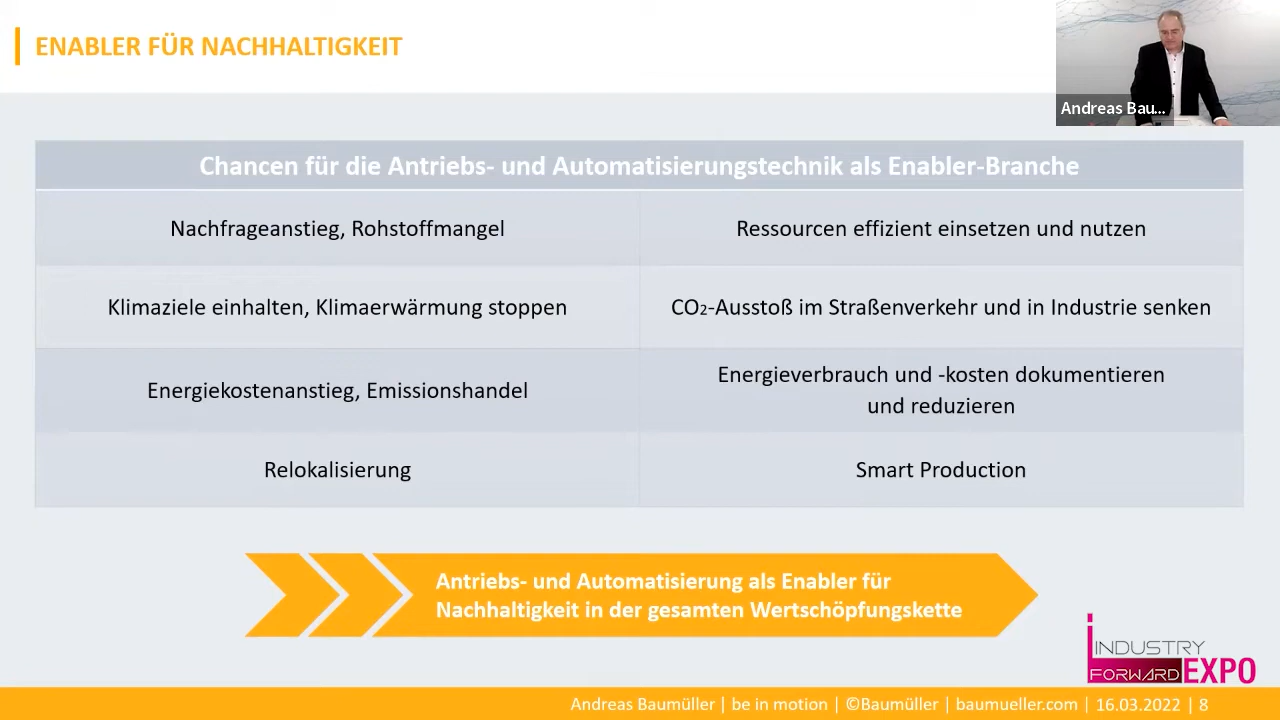 ENABLER FÜR NACHHALTIGKEIT
Andreas Bau...
Chancen für die Antriebs- und Automatisierungstechnik als Enabler-Branche
Nachfrageanstieg, Rohstoffmangel
Ressourcen effizient einsetzen und nutzen
Klimaziele einhalten, Klimaerwärmung stoppen
CO2-Ausstoß im Straßenverkehr und in Industrie senken
Energiekostenanstieg, Emissionshandel
Energieverbrauch und -kosten dokumentieren
und reduzieren
Relokalisierung
Smart Production
Antriebs- und Automatisierung als Enabler für
Nachhaltigkeit in der gesamten Wertschöpfungskette
INDUSTRY
FORWARD EXPO
Andreas Baumüller | be in motion | ©Baumüller | baumueller.com | 16.03.2022 | 8